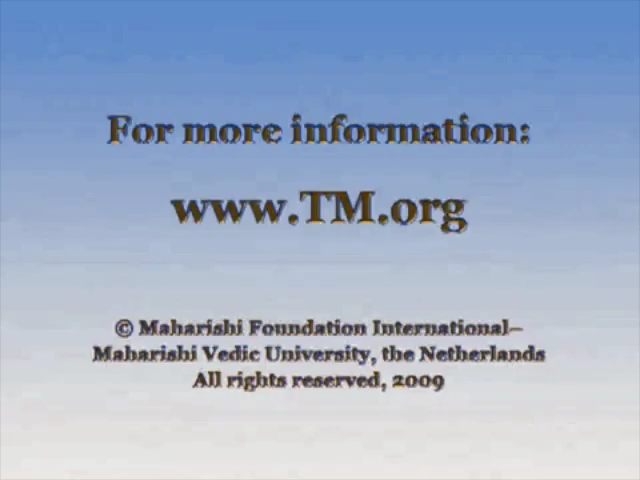 For more information:
www.TM.org
© Maharishi Foundation International–
Maharishi Vedic University, the Netherlands
All rights reserved, 2009